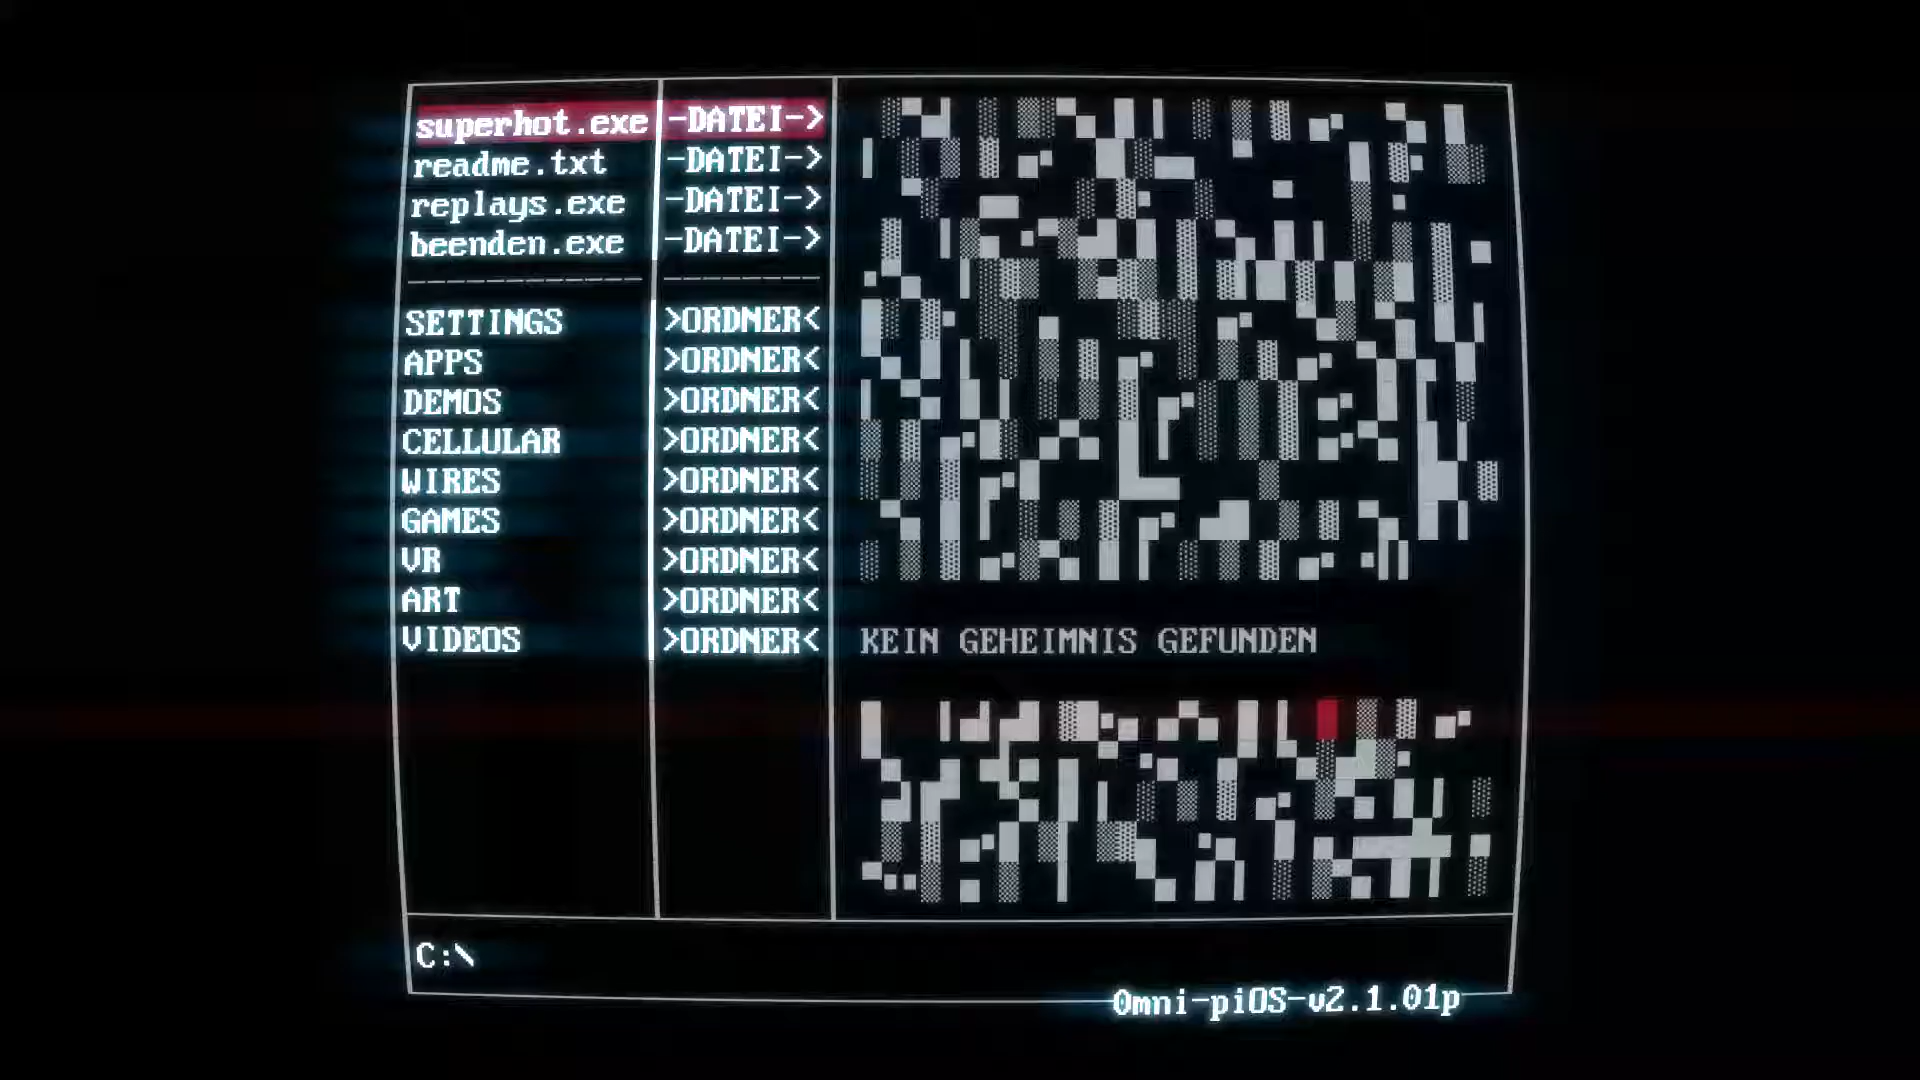 superhot.exe -DATEI->
readme.txt -DATEI->
replays.exe -DATEI->
beenden.exe -DATEI->
SETTINGS >ORDNER<
APPS >ORDNER<
DEMOS >ORDNER<
CELLULAR >ORDNER<
WIRES >ORDNER<
GAMES >ORDNER<
VR >ORDNER<
ART >ORDNER<
VIDEOS >ORDNER<
KEIN GEHEIMNIS GEFUNDEN
C:\
0mni-piOS-v2.1.01p